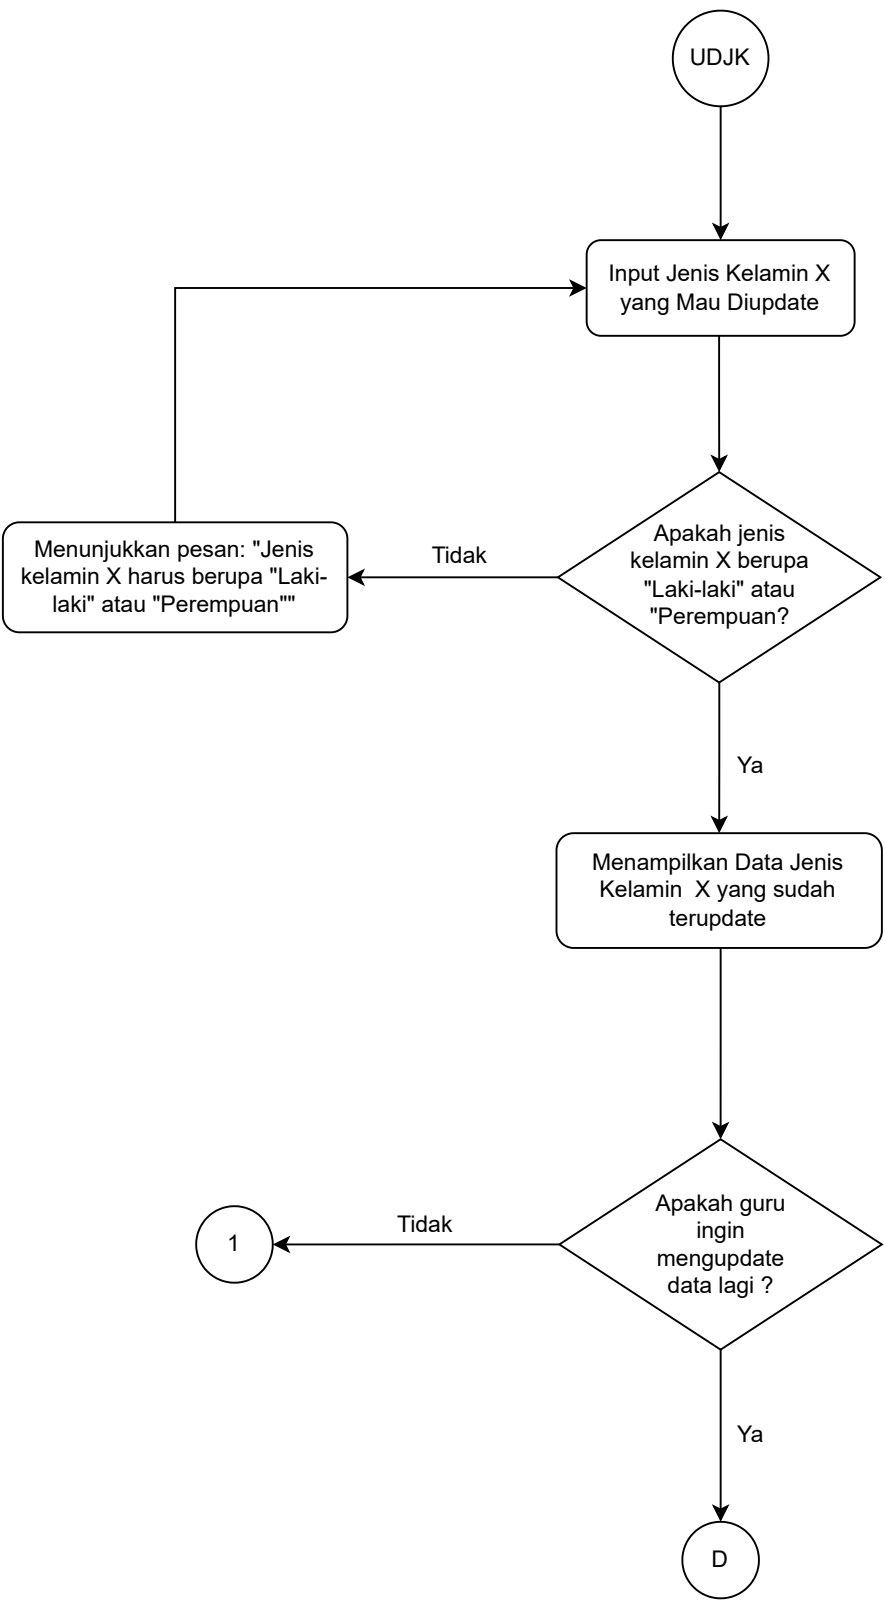 UDJK
Input Jenis Kelamin X
yang Mau Diupdate
Apakah jenis
kelamin X berupa
"Laki-laki" atau
"Perempuan?
Tidak
Menunjukkan pesan: "Jenis
kelamin X harus berupa "Laki-
laki" atau "Perempuan""
Ya
Menampilkan Data Jenis
Kelamin  X yang sudah
terupdate
Apakah guru
ingin
mengupdate
data lagi ?
Tidak
1
Ya
D